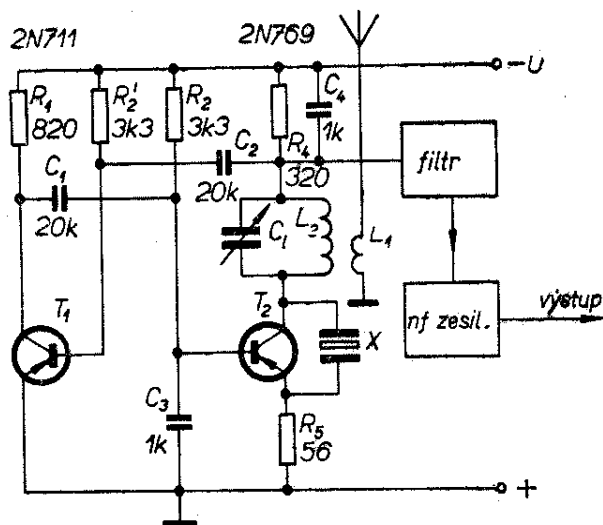 2N711
2N769
−U
R₁
820
R₂'
3k3
R₂
3k3
C₄
1k
R₄
320
C₂
20k
C₁
20k
filtr
Cₗ
L₂
L₁
T₁
T₂
X
nf zesil.
výstup
C₃
1k
R₅
56
+